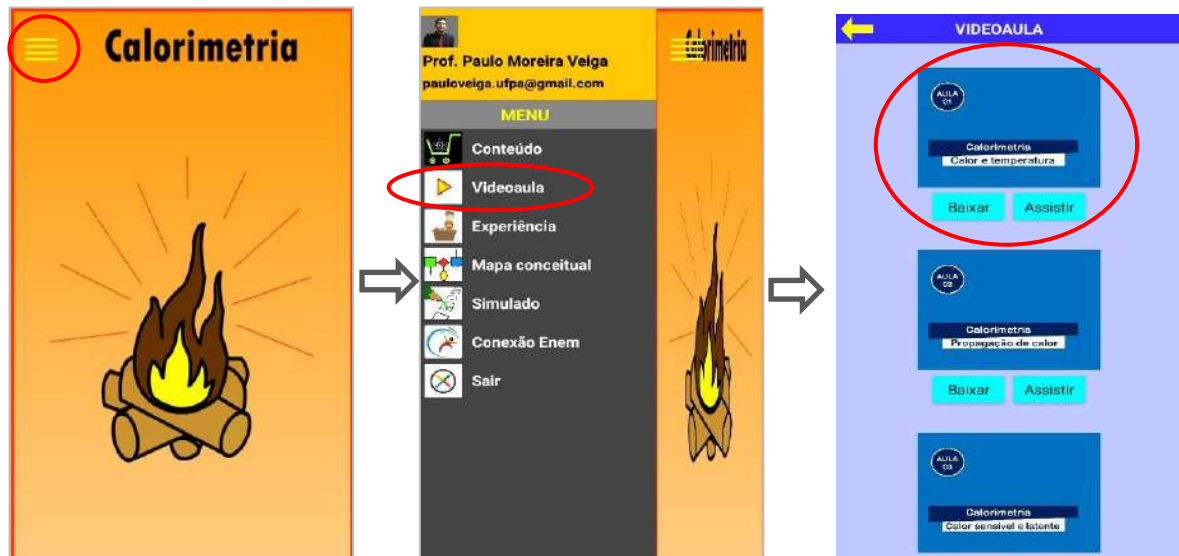 Calorimetria
Prof. Paulo Moreira Veiga
pauloveiga.ufpa@gmail.com
MENU
Conteúdo
Videoaula
Experiência
Mapa conceitual
Simulado
Conexão Enem
Sair
Calorimetria
VIDEOAULA
AULA
01
Calorimetria
Calor e temperatura
Baixar Assistir
AULA
02
Calorimetria
Propagação de calor
Baixar Assistir
AULA
03
Calorimetria
Calor sensível e latente